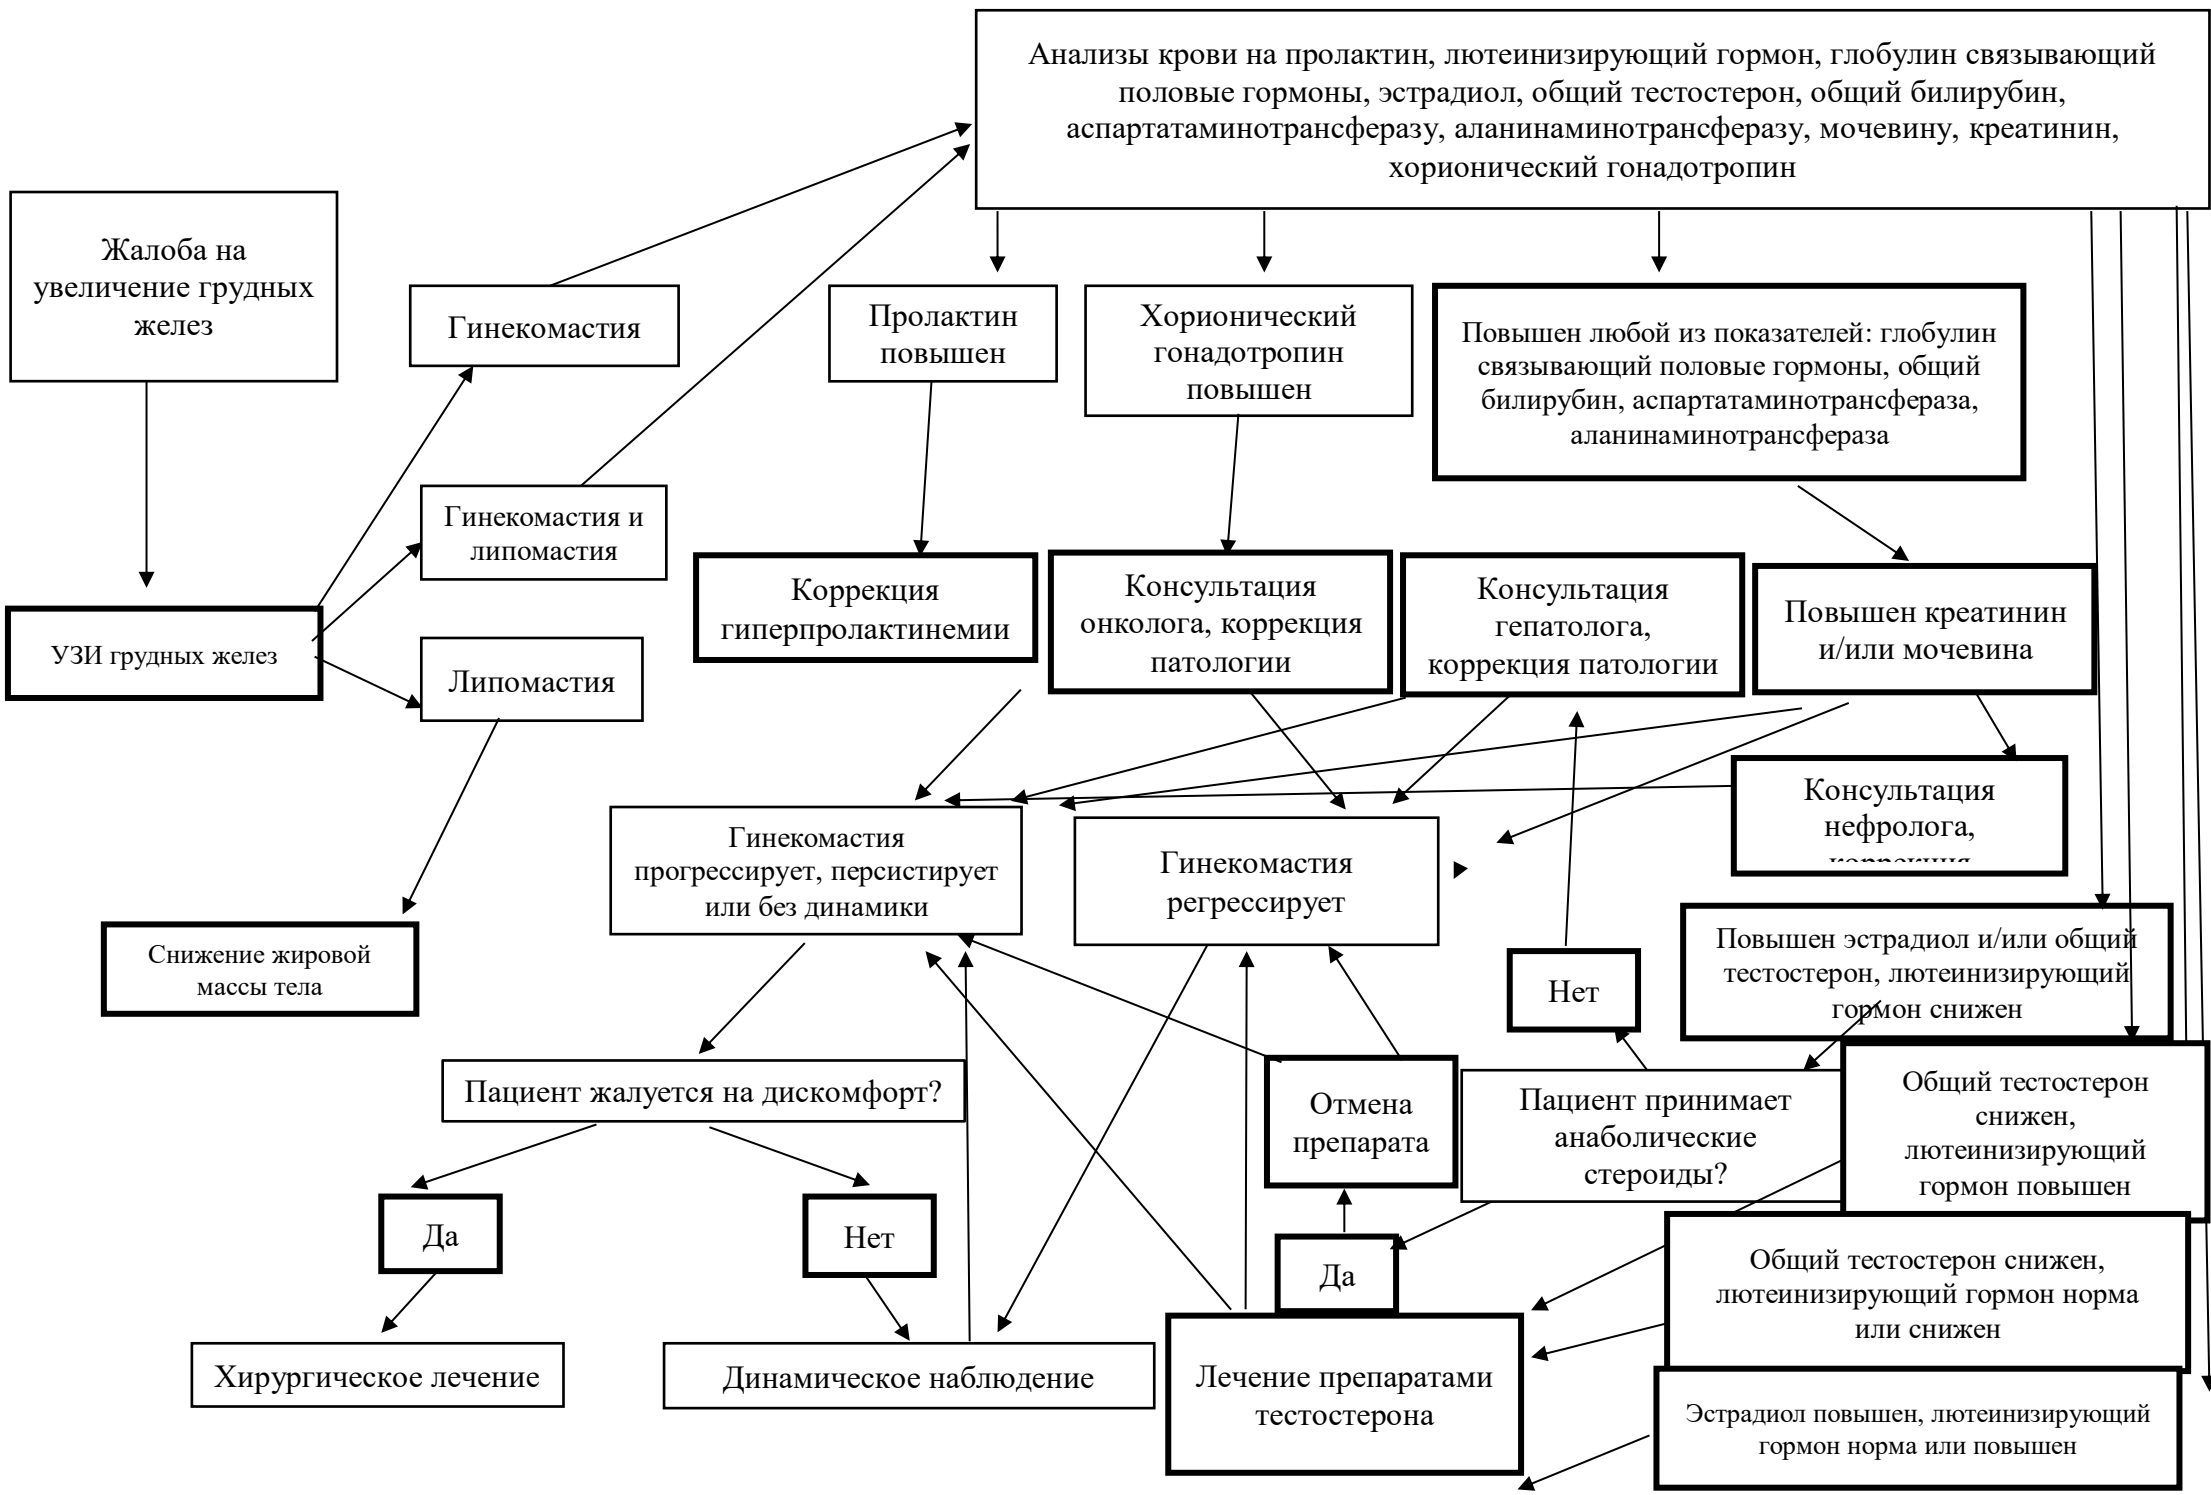 Анализы крови на пролактин, лютеинизирующий гормон, глобулин связывающий
половые гормоны, эстрадиол, общий тестостерон, общий билирубин,
аспартатаминотрансферазу, аланинаминотрансферазу, мочевину, креатинин,
хорионический гонадотропин
Жалоба на
увеличение грудных
желез
Гинекомастия
Пролактин
повышен
Хорионический
гонадотропин
повышен
Повышен любой из показателей: глобулин
связывающий половые гормоны, общий
билирубин, аспартатаминотрансфераза,
аланинаминотрансфераза
Гинекомастия и
липомастия
УЗИ грудных желез
Липомастия
Коррекция
гиперпролактинемии
Консультация
онколога, коррекция
патологии
Консультация
гепатолога,
коррекция патологии
Повышен креатинин
и/или мочевина
Консультация
нефролога,
Гинекомастия
прогрессирует, персистирует
или без динамики
Гинекомастия
регрессирует
Снижение жировой
массы тела
Нет
Повышен эстрадиол и/или общий
тестостерон, лютеинизирующий
гормон снижен
Пациент жалуется на дискомфорт?
Отмена
препарата
Пациент принимает
анаболические
стероиды?
Общий тестостерон
снижен,
лютеинизирующий
гормон повышен
Да
Нет
Да
Общий тестостерон снижен,
лютеинизирующий гормон норма
или снижен
Хирургическое лечение
Динамическое наблюдение
Лечение препаратами
тестостерона
Эстрадиол повышен, лютеинизирующий
гормон норма или повышен